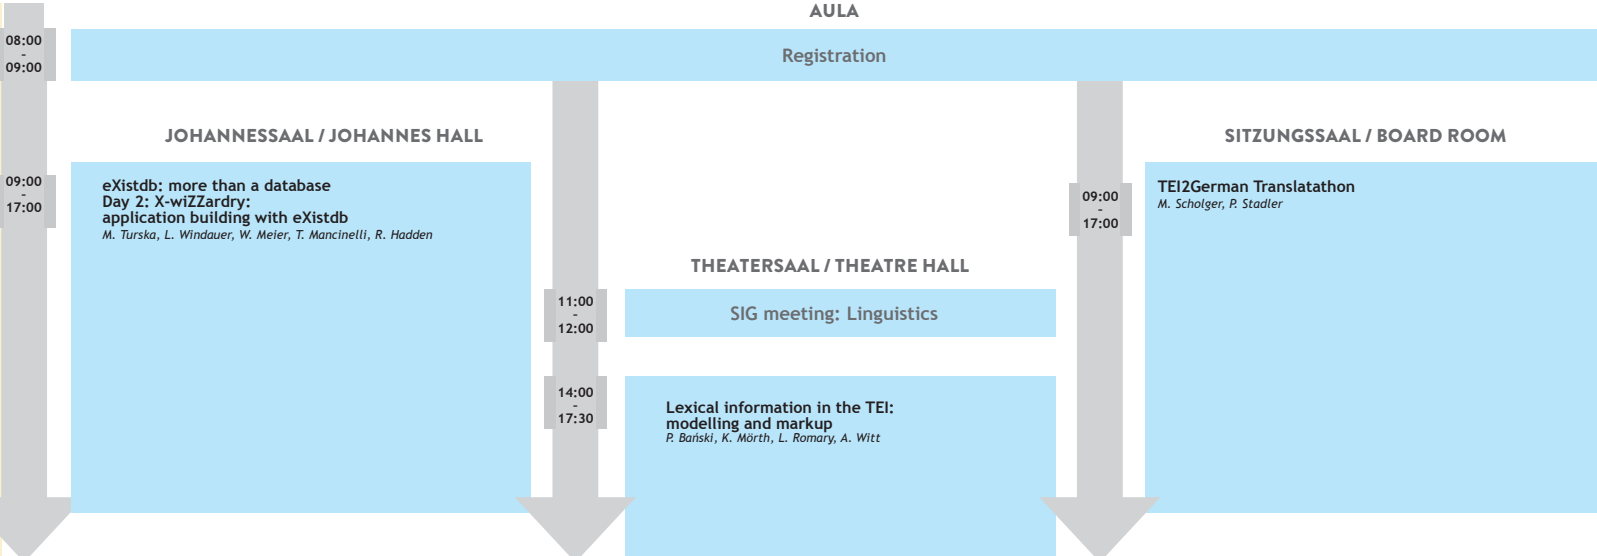 AULA
08:00
–
09:00
Registration
JOHANNESSAAL / JOHANNES HALL
09:00
–
17:00
eXistdb: more than a database
Day 2: X-wiZZardry:
application building with eXistdb
M. Turska, L. Windauer, W. Meier, T. Mancinelli, R. Hadden
THEATERSAAL / THEATRE HALL
11:00
–
12:00
SIG meeting: Linguistics
14:00
–
17:30
Lexical information in the TEI:
modelling and markup
P. Bański, K. Mörth, L. Romary, A. Witt
SITZUNGSSAAL / BOARD ROOM
09:00
–
17:00
TEI2German Translatathon
M. Scholger, P. Stadler